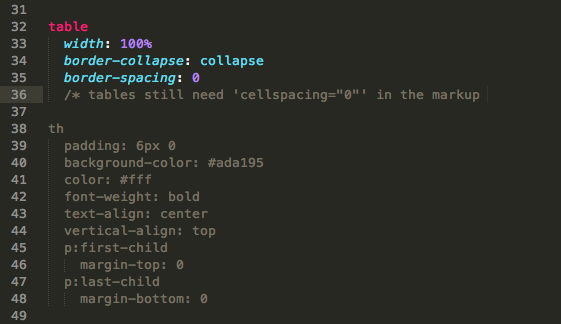 31
32 table
33   width: 100%
34   border-collapse: collapse
35   border-spacing: 0
36   /* tables still need 'cellspacing="0"' in the markup
37
38 th
39   padding: 6px 0
40   background-color: #ada195
41   color: #fff
42   font-weight: bold
43   text-align: center
44   vertical-align: top
45   p:first-child
46     margin-top: 0
47   p:last-child
48     margin-bottom: 0
49